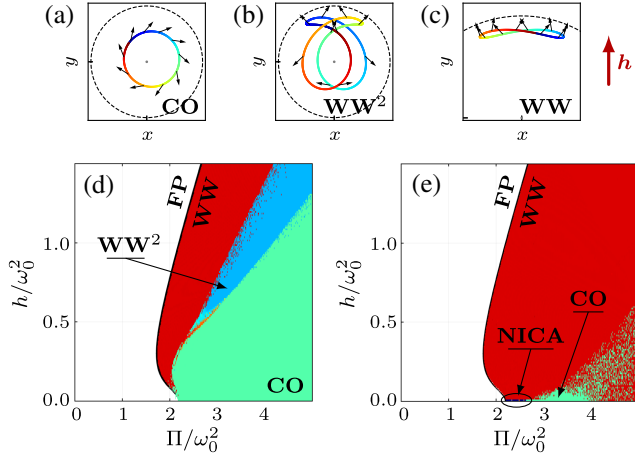 (a) (b) (c)
y y y h
CO WW² WW
x x x
(d) (e)
FP WW FP WW
WW² CO
NICA
CO
h/ω₀² h/ω₀²
1.0 1.0
0.5 0.5
0.0 0.0
0 1 2 3 4 0 1 2 3 4
Π/ω₀² Π/ω₀²